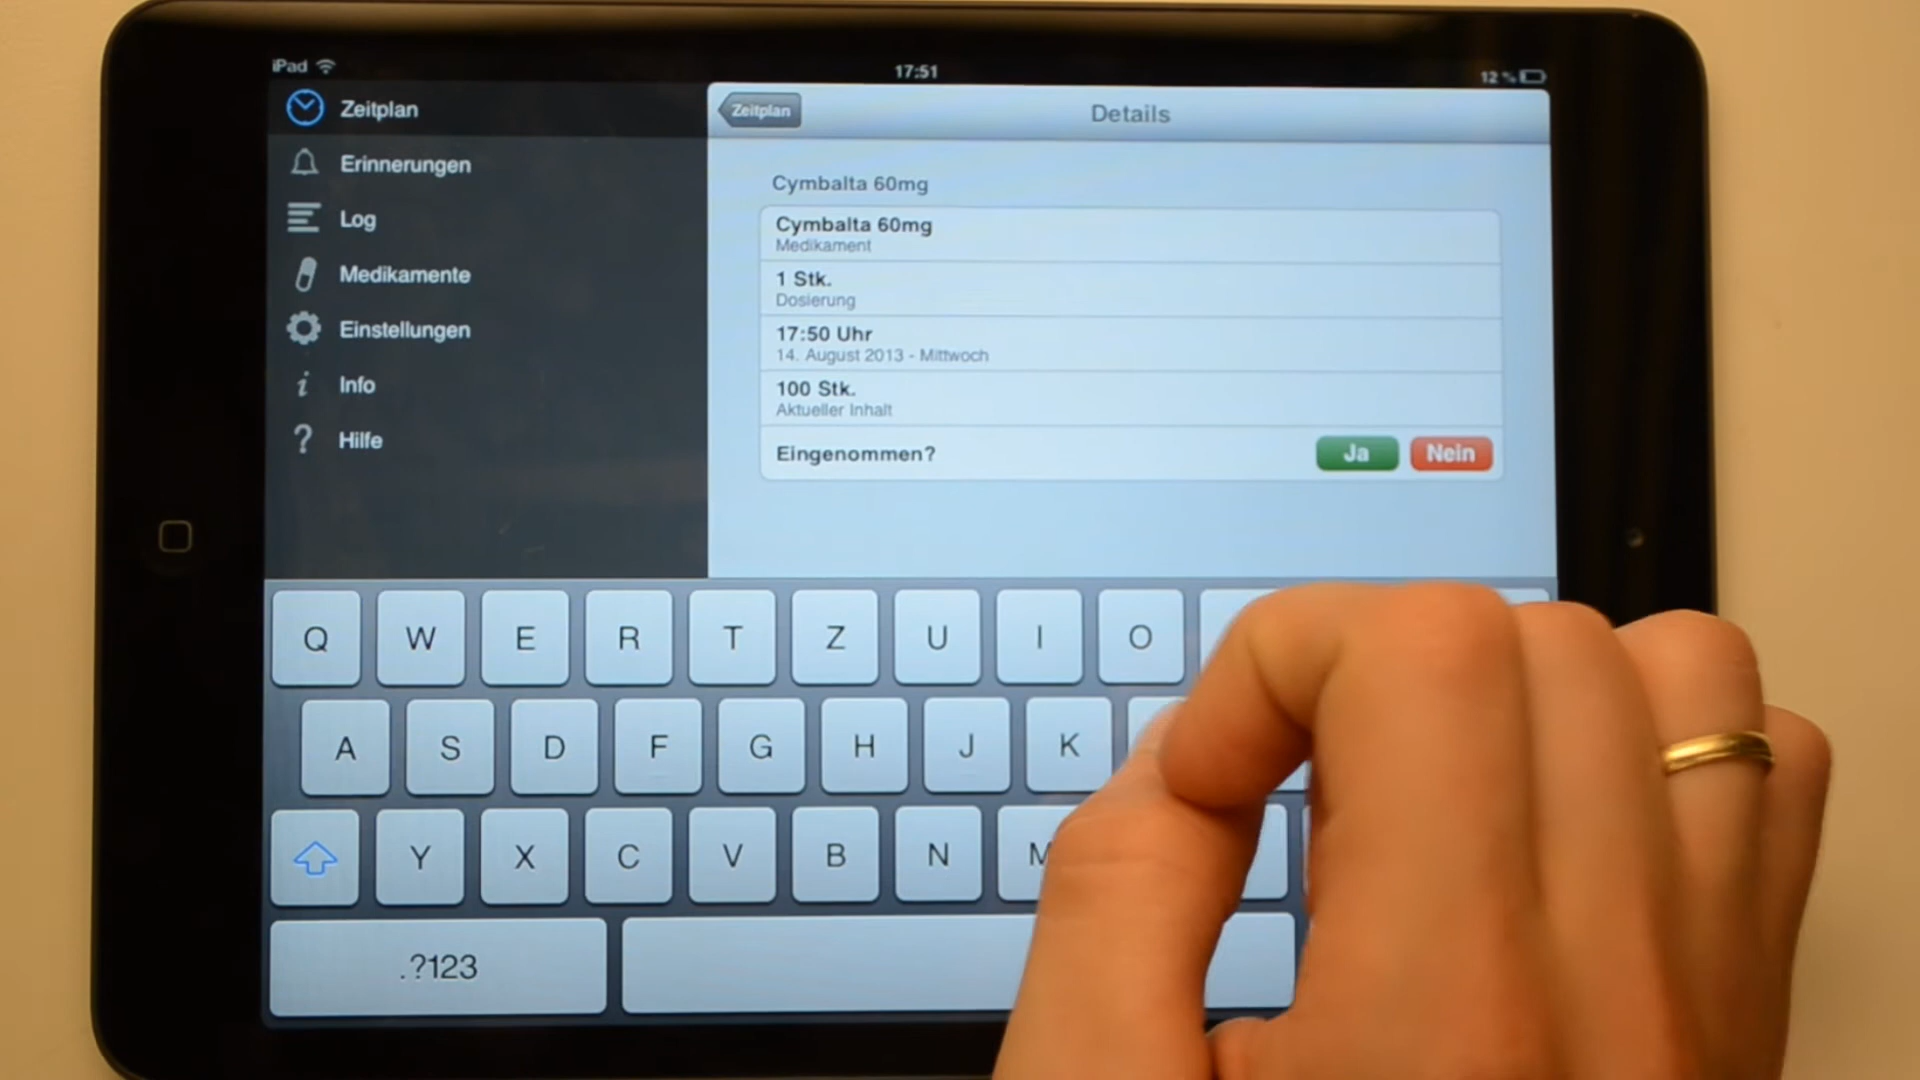 iPad
17:51
12 %
Zeitplan
Erinnerungen
Log
Medikamente
Einstellungen
Info
Hilfe
Zeitplan
Details
Cymbalta 60mg
Cymbalta 60mg
Medikament
1 Stk.
Dosierung
17:50 Uhr
14. August 2013 - Mittwoch
100 Stk.
Aktueller Inhalt
Eingenommen?
Ja Nein
Q W E R T Z U I O
A S D F G H J K
Y X C V B N M
.?123